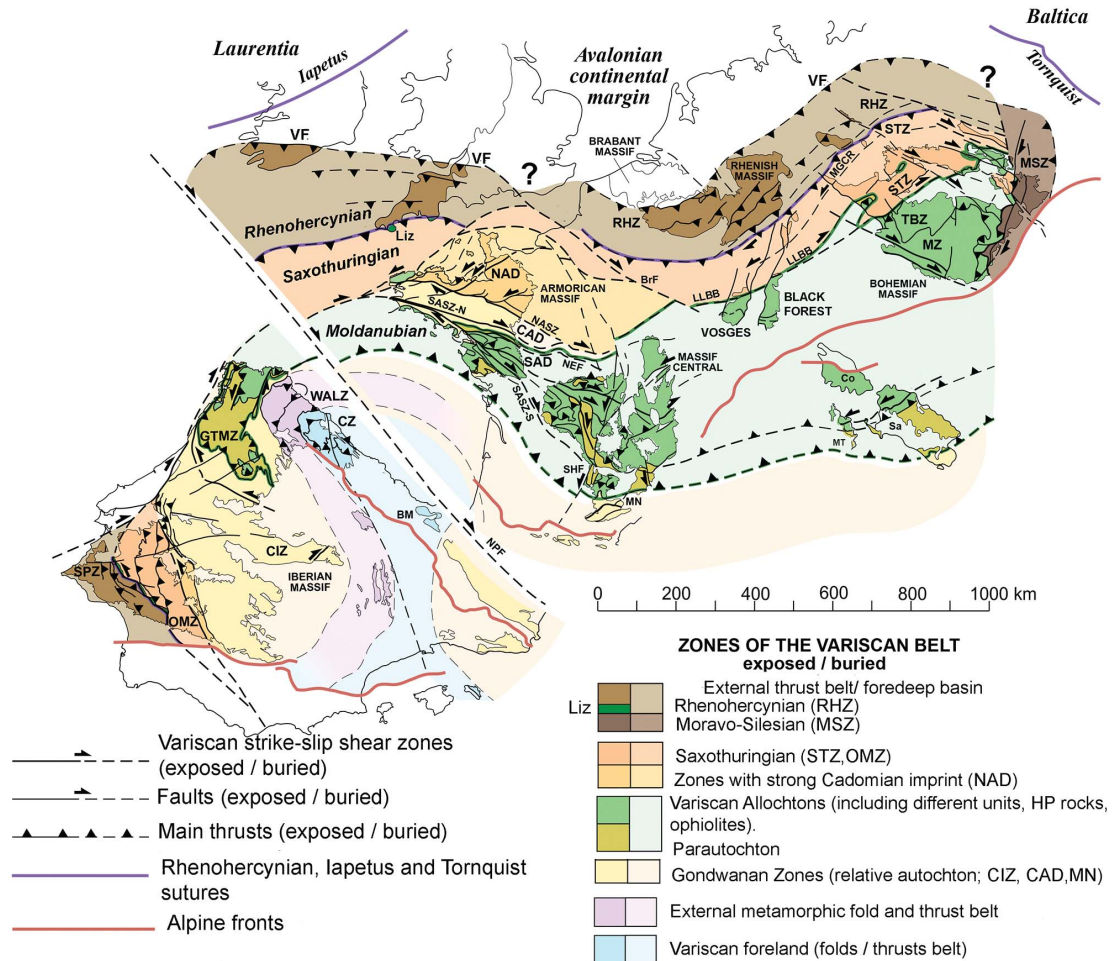 Laurentia
Iapetus
Avalonian
continental
margin
Baltica
Tornquist
?
VF
RHZ
STZ
MSZ
BRABANT
MASSIF
RHENISH
MASSIF
MGCR
VF
VF
?
Rhenohercynian
Liz
RHZ
STZ
TBZ
MZ
Saxothuringian
NAD
BrF
LLBB
LLBB
BOHEMIAN
MASSIF
ARMORICAN
MASSIF
SASZ-N
NASZ
CAD
BLACK
FOREST
VOSGES
Moldanubian
SAD
NEF
MASSIF
CENTRAL
SASZ-S
Co
Sa
MT
WALZ
CZ
GTMZ
SHF
MN
BM
NPF
CIZ
IBERIAN
MASSIF
SPZ
OMZ
0 200 400 600 800 1000 km
ZONES OF THE VARISCAN BELT
exposed / buried
External thrust belt/ foredeep basin
Liz
Rhenohercynian (RHZ)
Moravo-Silesian (MSZ)
Saxothuringian (STZ,OMZ)
Zones with strong Cadomian imprint (NAD)
Variscan Allochtons (including different units, HP rocks,
ophiolites).
Parautochton
Gondwanan Zones (relative autochton; CIZ, CAD,MN)
External metamorphic fold and thrust belt
Variscan foreland (folds / thrusts belt)
Variscan strike-slip shear zones
(exposed / buried)
Faults (exposed / buried)
Main thrusts (exposed / buried)
Rhenohercynian, Iapetus and Tornquist
sutures
Alpine fronts